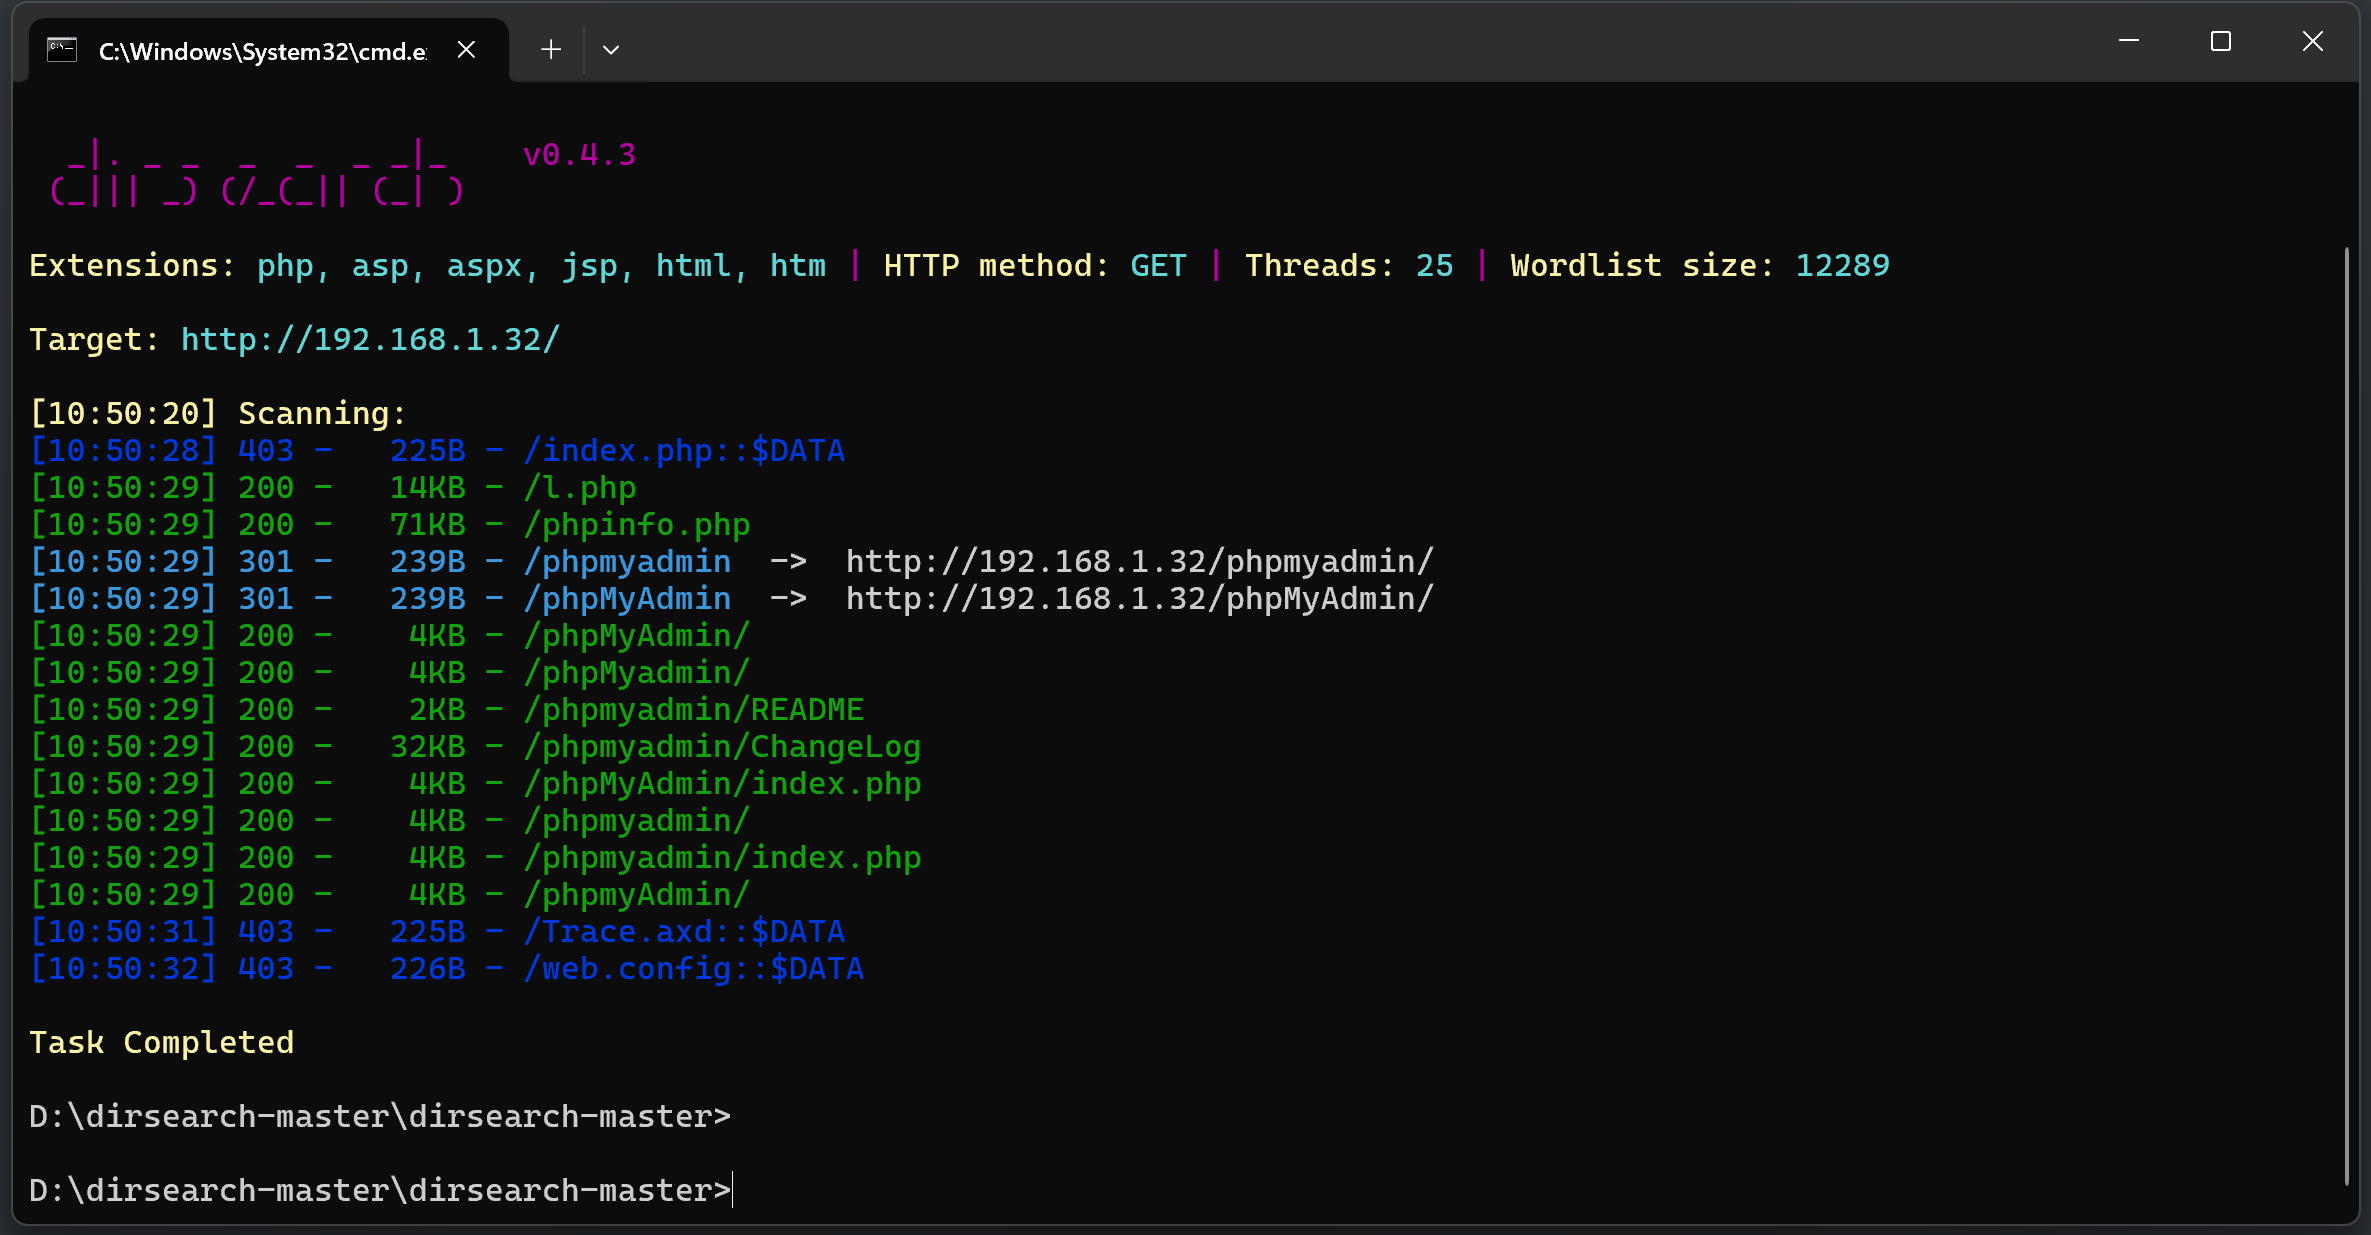 C:\Windows\System32\cmd.e
 _|. _ _  _  _  _ _|_    v0.4.3
(_||| _) (/_(_|| (_| )
Extensions: php, asp, aspx, jsp, html, htm | HTTP method: GET | Threads: 25 | Wordlist size: 12289
Target: http://192.168.1.32/
[10:50:20] Scanning:
[10:50:28] 403 -   225B - /index.php::$DATA
[10:50:29] 200 -   14KB - /l.php
[10:50:29] 200 -   71KB - /phpinfo.php
[10:50:29] 301 -   239B - /phpmyadmin  ->  http://192.168.1.32/phpmyadmin/
[10:50:29] 301 -   239B - /phpMyAdmin  ->  http://192.168.1.32/phpMyAdmin/
[10:50:29] 200 -    4KB - /phpMyAdmin/
[10:50:29] 200 -    4KB - /phpMyadmin/
[10:50:29] 200 -    2KB - /phpmyadmin/README
[10:50:29] 200 -   32KB - /phpmyadmin/ChangeLog
[10:50:29] 200 -    4KB - /phpMyAdmin/index.php
[10:50:29] 200 -    4KB - /phpmyadmin/
[10:50:29] 200 -    4KB - /phpmyadmin/index.php
[10:50:29] 200 -    4KB - /phpmyAdmin/
[10:50:31] 403 -   225B - /Trace.axd::$DATA
[10:50:32] 403 -   226B - /web.config::$DATA
Task Completed
D:\dirsearch-master\dirsearch-master>
D:\dirsearch-master\dirsearch-master>